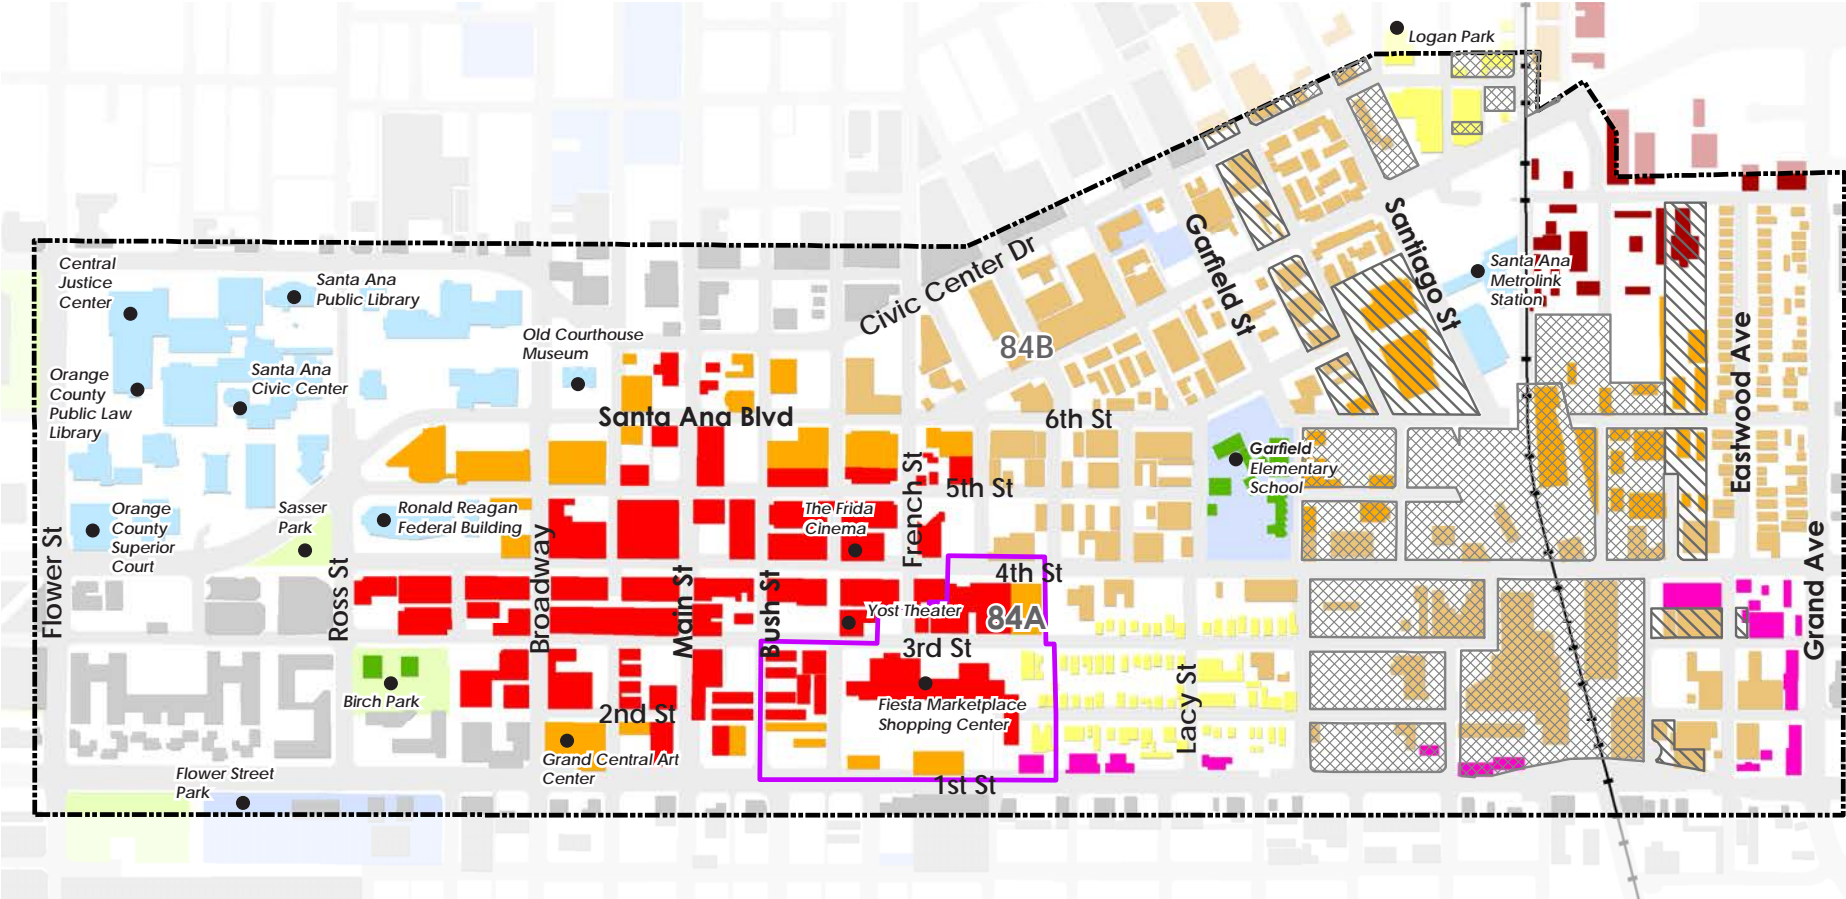 Logan Park
Central
Justice
Center
Santa Ana
Public Library
Civic Center Dr
Garfield St
Santiago St
Santa Ana
Metrolink
Station
Old Courthouse
Museum
84B
Orange
County
Public Law
Library
Santa Ana
Civic Center
Santa Ana Blvd
6th St
Eastwood Ave
Garfield
Elementary
School
French St
5th St
Orange
County
Superior
Court
Sasser
Park
Ronald Reagan
Federal Building
The Frida
Cinema
Flower St
Ross St
Broadway
Main St
Bush St
4th St
Yost Theater
84A
Grand Ave
3rd St
Birch Park
Fiesta Marketplace
Shopping Center
Lacy St
2nd St
Grand Central Art
Center
Flower Street
Park
1st St